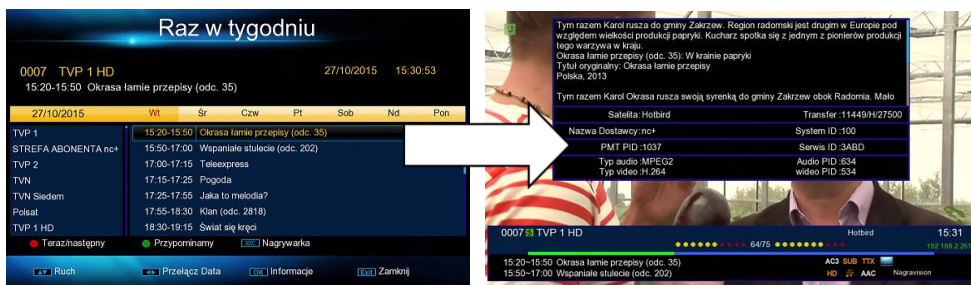 Raz w tygodniu
0007 TVP 1 HD
27/10/2015 15:30:53
15:20-15:50 Okrasa łamie przepisy (odc. 35)
27/10/2015 Wt Śr Czw Pt Sob Nd Pon
TVP 1
STREFA ABONENTA nc+
TVP 2
TVN
TVN Siedem
Polsat
TVP 1 HD
15:20-15:50 Okrasa łamie przepisy (odc. 35)
15:50-17:00 Wspaniałe stulecie (odc. 202)
17:00-17:15 Teleexpress
17:15-17:25 Pogoda
17:25-17:55 Jaka to melodia?
17:55-18:30 Klan (odc. 2818)
18:30-19:15 Świat się kręci
Teraz/następny Przypominamy REC Nagrywarka
Ruch Przełącz Data OK Informacje Exit Zamknij
Tym razem Karol rusza do gminy Zakrzew. Region radomski jest drugim w Europie pod
względem wielkości produkcji papryki. Kucharz spotka się z jednym z pionierów produkcji
tego warzywa w kraju.
Okrasa łamie przepisy (odc. 35): W krainie papryki
Tytuł oryginalny: Okrasa łamie przepisy
Polska, 2013
Tym razem Karol Okrasa rusza swoją syrenką do gminy Zakrzew obok Radomia. Mało
Satelita:Hotbird Transfer:11449/H/27500
Nazwa Dostawcy:nc+ System ID:100
PMT PID:1037 Serwis ID:3ABD
Typ audio:MPEG2 Audio PID:634
Typ video:H.264 wideo PID:534
0007 S TVP 1 HD Hotbird 15:31
64/75 192.168.2.251
15:20~15:50 Okrasa łamie przepisy (odc. 35) AC3 SUB TTX
15:50~17:00 Wspaniałe stulecie (odc. 202) HD AAC Nagravision